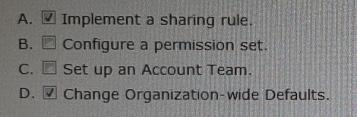 A. ☑ Implement a sharing rule.
B. ☐ Configure a permission set.
C. ☐ Set up an Account Team.
D. ☑ Change Organization-wide Defaults.